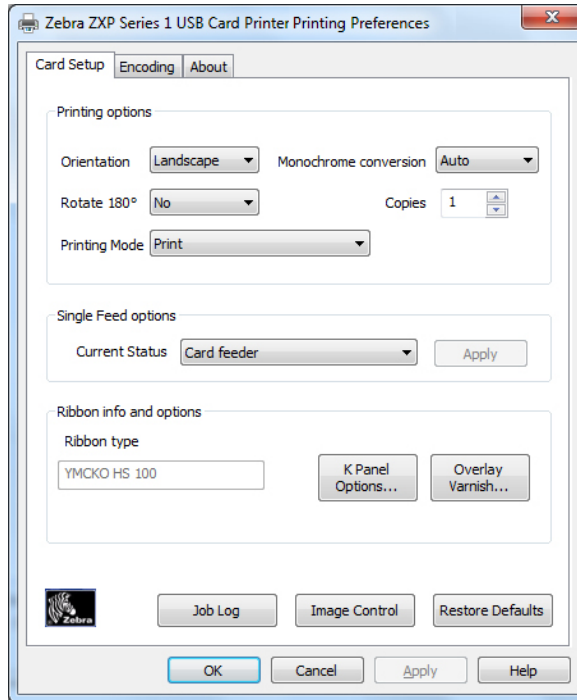 Zebra ZXP Series 1 USB Card Printer Printing Preferences
Card Setup Encoding About
Printing options
Orientation Landscape Monochrome conversion Auto
Rotate 180° No Copies 1
Printing Mode Print
Single Feed options
Current Status Card feeder Apply
Ribbon info and options
Ribbon type
YMCKO HS 100
K Panel
Options...
Overlay
Varnish...
Zebra
Job Log Image Control Restore Defaults
OK Cancel Apply Help